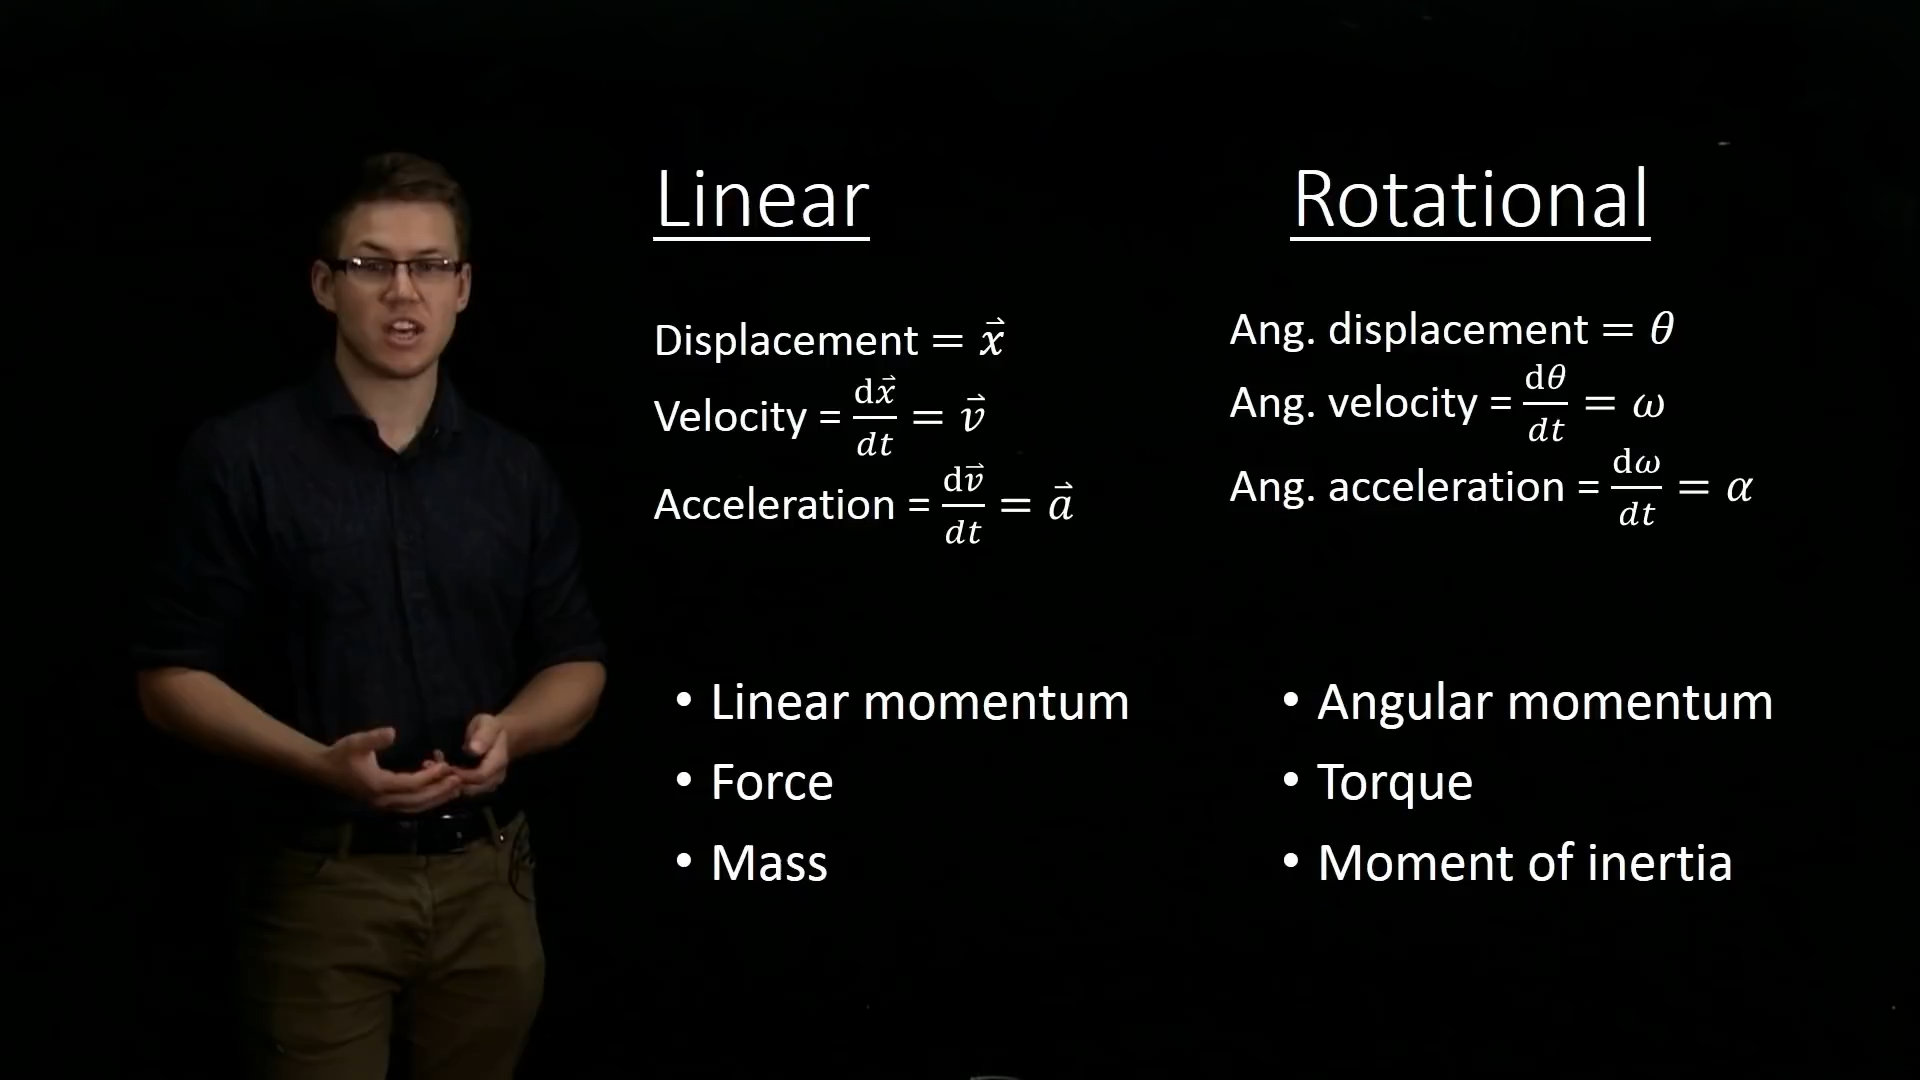 Linear
Displacement = x⃗
Velocity = dx⃗/dt = v⃗
Acceleration = dv⃗/dt = a⃗
• Linear momentum
• Force
• Mass
Rotational
Ang. displacement = θ
Ang. velocity = dθ/dt = ω
Ang. acceleration = dω/dt = α
• Angular momentum
• Torque
• Moment of inertia